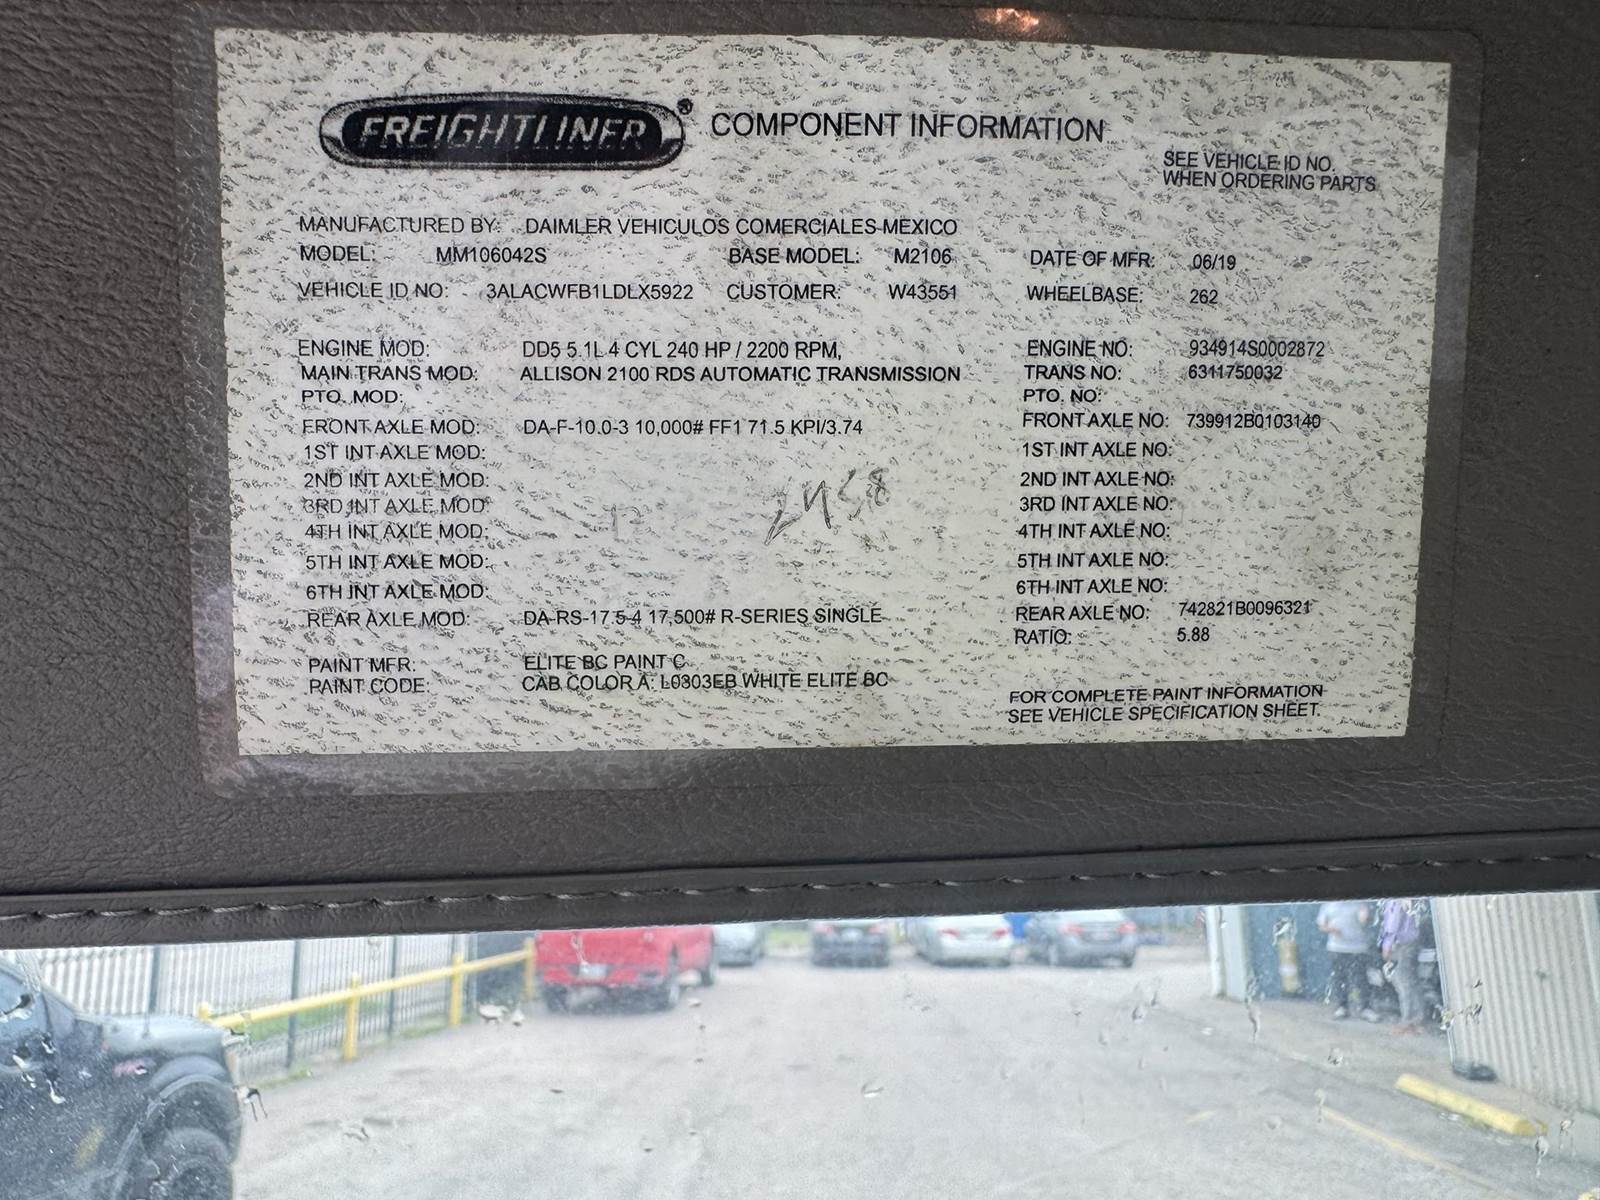 FREIGHTLINER® COMPONENT INFORMATION
SEE VEHICLE ID NO.
WHEN ORDERING PARTS
MANUFACTURED BY: DAIMLER VEHICULOS COMERCIALES MEXICO
MODEL: MM106042S BASE MODEL: M2106 DATE OF MFR: 06/19
VEHICLE ID NO: 3ALACWFB1LDLX5922 CUSTOMER: W43551 WHEELBASE: 262
ENGINE MOD: DD5 5.1L 4 CYL 240 HP / 2200 RPM, ENGINE NO: 934914S0002872
MAIN TRANS MOD: ALLISON 2100 RDS AUTOMATIC TRANSMISSION TRANS NO: 6311750032
PTO. MOD: PTO. NO:
FRONT AXLE MOD: DA-F-10.0-3 10,000# FF1 71.5 KPI/3.74 FRONT AXLE NO: 739912B0103140
1ST INT AXLE MOD: 1ST INT AXLE NO:
2ND INT AXLE MOD: 2ND INT AXLE NO:
3RD INT AXLE MOD: 3RD INT AXLE NO:
4TH INT AXLE MOD: 4TH INT AXLE NO:
5TH INT AXLE MOD: 5TH INT AXLE NO:
6TH INT AXLE MOD: 6TH INT AXLE NO:
REAR AXLE MOD: DA-RS-17.5-4 17,500# R-SERIES SINGLE REAR AXLE NO: 742821B0096321
RATIO: 5.88
PAINT MFR: ELITE BC PAINT C
PAINT CODE: CAB COLOR A: L0303EB WHITE ELITE BC
FOR COMPLETE PAINT INFORMATION
SEE VEHICLE SPECIFICATION SHEET.